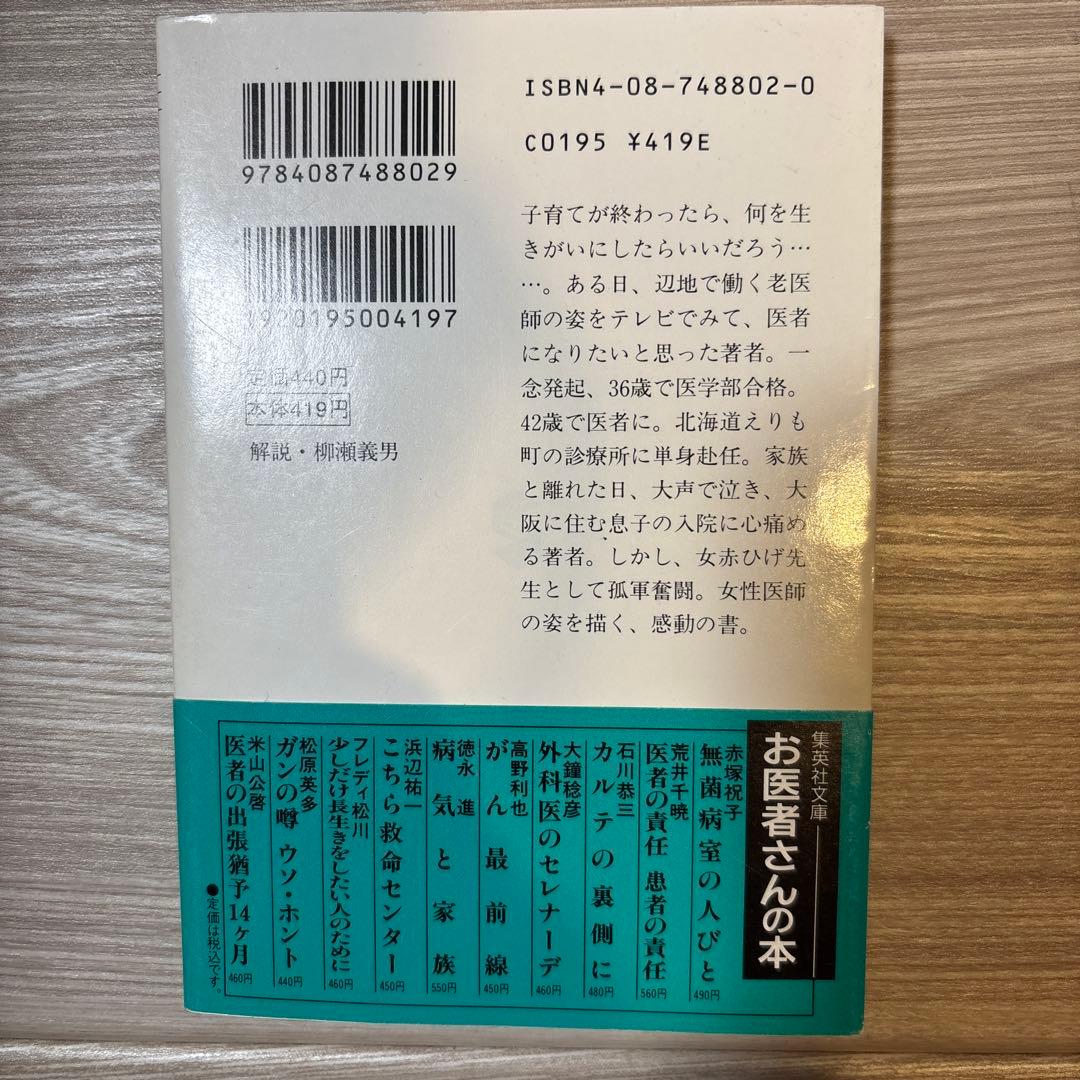 9784087488029
1920195004197
定価440円
本体419円
解説・柳瀬義男
ISBN4-08-748802-0
C0195 ¥419E
子育てが終わったら、何を生
きがいにしたらいいだろう…
…。ある日、辺地で働く老医
師の姿をテレビでみて、医者
になりたいと思った著者。一
念発起、36歳で医学部合格。
42歳で医者に。北海道えりも
町の診療所に単身赴任。家族
と離れた日、大声で泣き、大
阪に住む息子の入院に心痛め
る著者。しかし、女赤ひげ先
生として孤軍奮闘。女性医師
の姿を描く、感動の書。
集英社文庫
お医者さんの本
赤塚祝子
無菌病室の人びと 490円
荒井千暁
医者の責任 患者の責任 560円
石川恭三
カルテの裏側に 480円
大鐘稔彦
外科医のセレナーデ 460円
高野利也
がん最前線 450円
徳永 進
病気と家族 550円
浜辺祐一
こちら救命センター 450円
フレディ松川
少しだけ長生きをしたい人のために 460円
松原英多
ガンの噂 ウソ・ホント 440円
米山公啓
医者の出張猶予14ヶ月 460円
●定価は税込です。